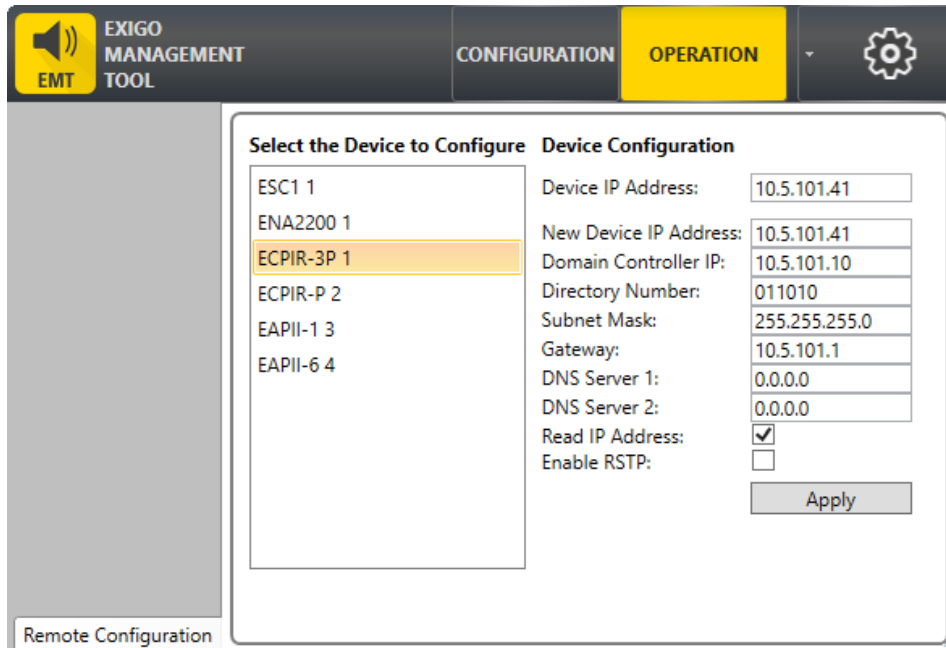 EXIGO
MANAGEMENT
TOOL
EMT
CONFIGURATION
OPERATION
Select the Device to Configure
ESC1 1
ENA2200 1
ECPIR-3P 1
ECPIR-P 2
EAPII-1 3
EAPII-6 4
Device Configuration
Device IP Address: 10.5.101.41
New Device IP Address: 10.5.101.41
Domain Controller IP: 10.5.101.10
Directory Number: 011010
Subnet Mask: 255.255.255.0
Gateway: 10.5.101.1
DNS Server 1: 0.0.0.0
DNS Server 2: 0.0.0.0
Read IP Address:
Enable RSTP:
Apply
Remote Configuration